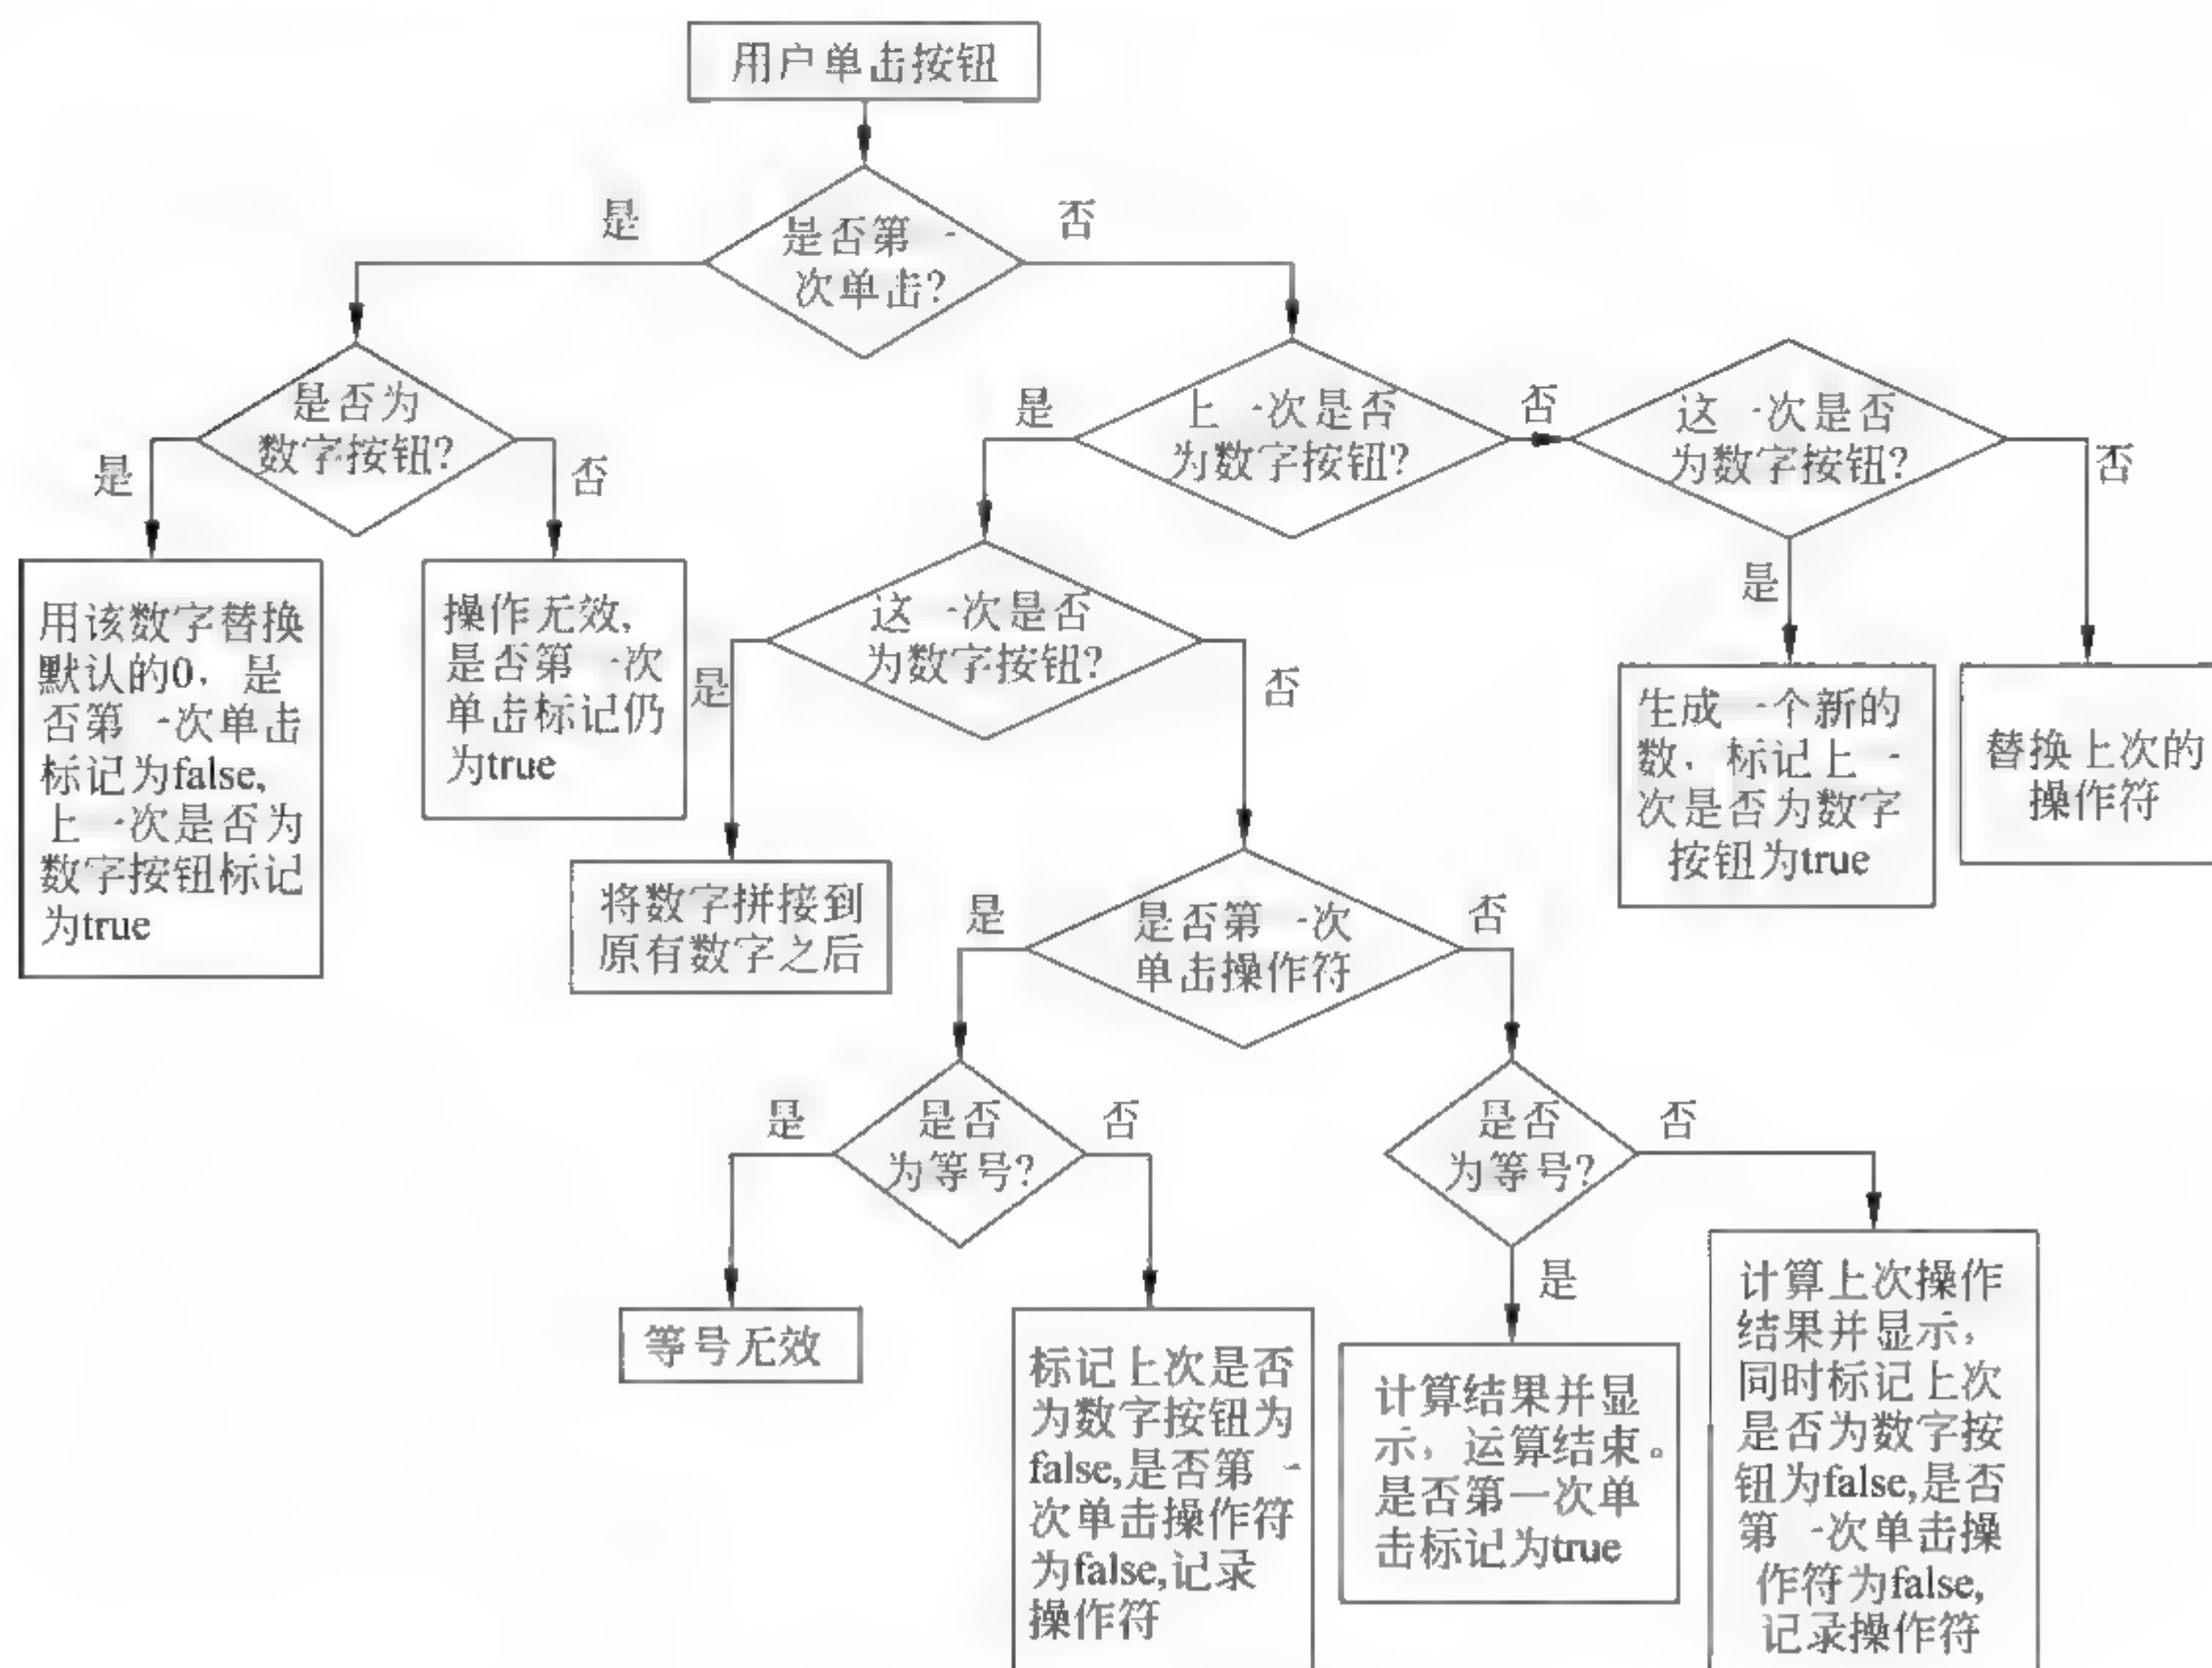 用户单击按钮
是
否
是否第一
次单击?
是否为
数字按钮?
是
否
是
上一次是否
为数字按钮?
否
这一次是否
为数字按钮?
否
是
用该数字替换
默认的0，是
否第一次单击
标记为false,
上一次是否为
数字按钮标记
为true
操作无效,
是否第一次
单击标记仍
为true
这一次是否
为数字按钮?
是
否
生成一个新的
数，标记上一
次是否为数字
按钮为true
替换上次的
操作符
将数字拼接到
原有数字之后
是
是否第一次
单击操作符
否
是
是否
为等号?
否
是否
为等号?
否
是
等号无效
标记上次是否
为数字按钮为
false,是否第一
次单击操作符
为false,记录
操作符
计算结果并显
示，运算结束。
是否第一次单
击标记为true
计算上次操作
结果并显示，
同时标记上次
是否为数字按
钮为false,是否
第一次单击操
作符为false,
记录操作符